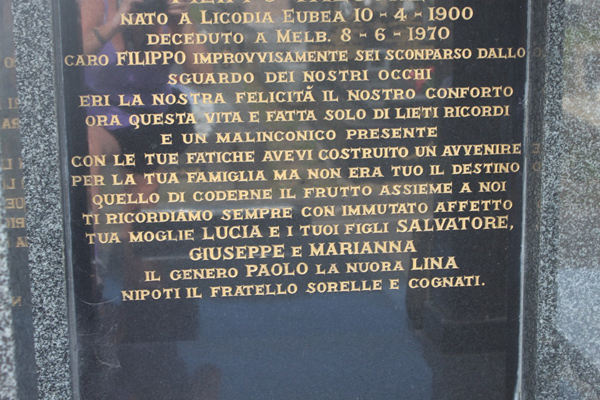 FILIPPO
NATO A LICODIA EUBEA 10-4-1900
DECEDUTO A MELB. 8-6-1970
CARO FILIPPO IMPROVVISAMENTE SEI SCONPARSO DALLO
SGUARDO DEI NOSTRI OCCHI
ERI LA NOSTRA FELICITÀ IL NOSTRO CONFORTO
ORA QUESTA VITA E FATTA SOLO DI LIETI RICORDI
E UN MALINCONICO PRESENTE
CON LE TUE FATICHE AVEVI COSTRUITO UN AVVENIRE
PER LA TUA FAMIGLIA MA NON ERA TUO IL DESTINO
QUELLO DI CODERNE IL FRUTTO ASSIEME A NOI
TI RICORDIAMO SEMPRE CON IMMUTATO AFFETTO
TUA MOGLIE LUCIA E I TUOI FIGLI SALVATORE,
GIUSEPPE E MARIANNA
IL GENERO PAOLO LA NUORA LINA
NIPOTI IL FRATELLO SORELLE E COGNATI.